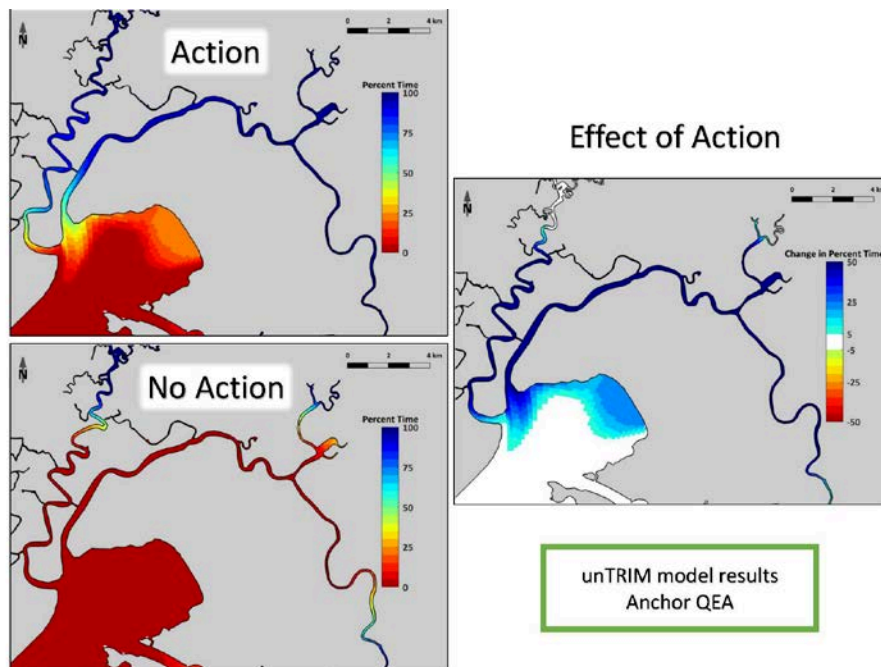 Action
N
0 2 4 km
Percent Time
100
75
50
25
0
No Action
N
0 2 4 km
Percent Time
100
75
50
25
0
Effect of Action
N
0 2 4 km
Change in Percent Time
50
25
5
-5
-25
-50
unTRIM model results
Anchor QEA